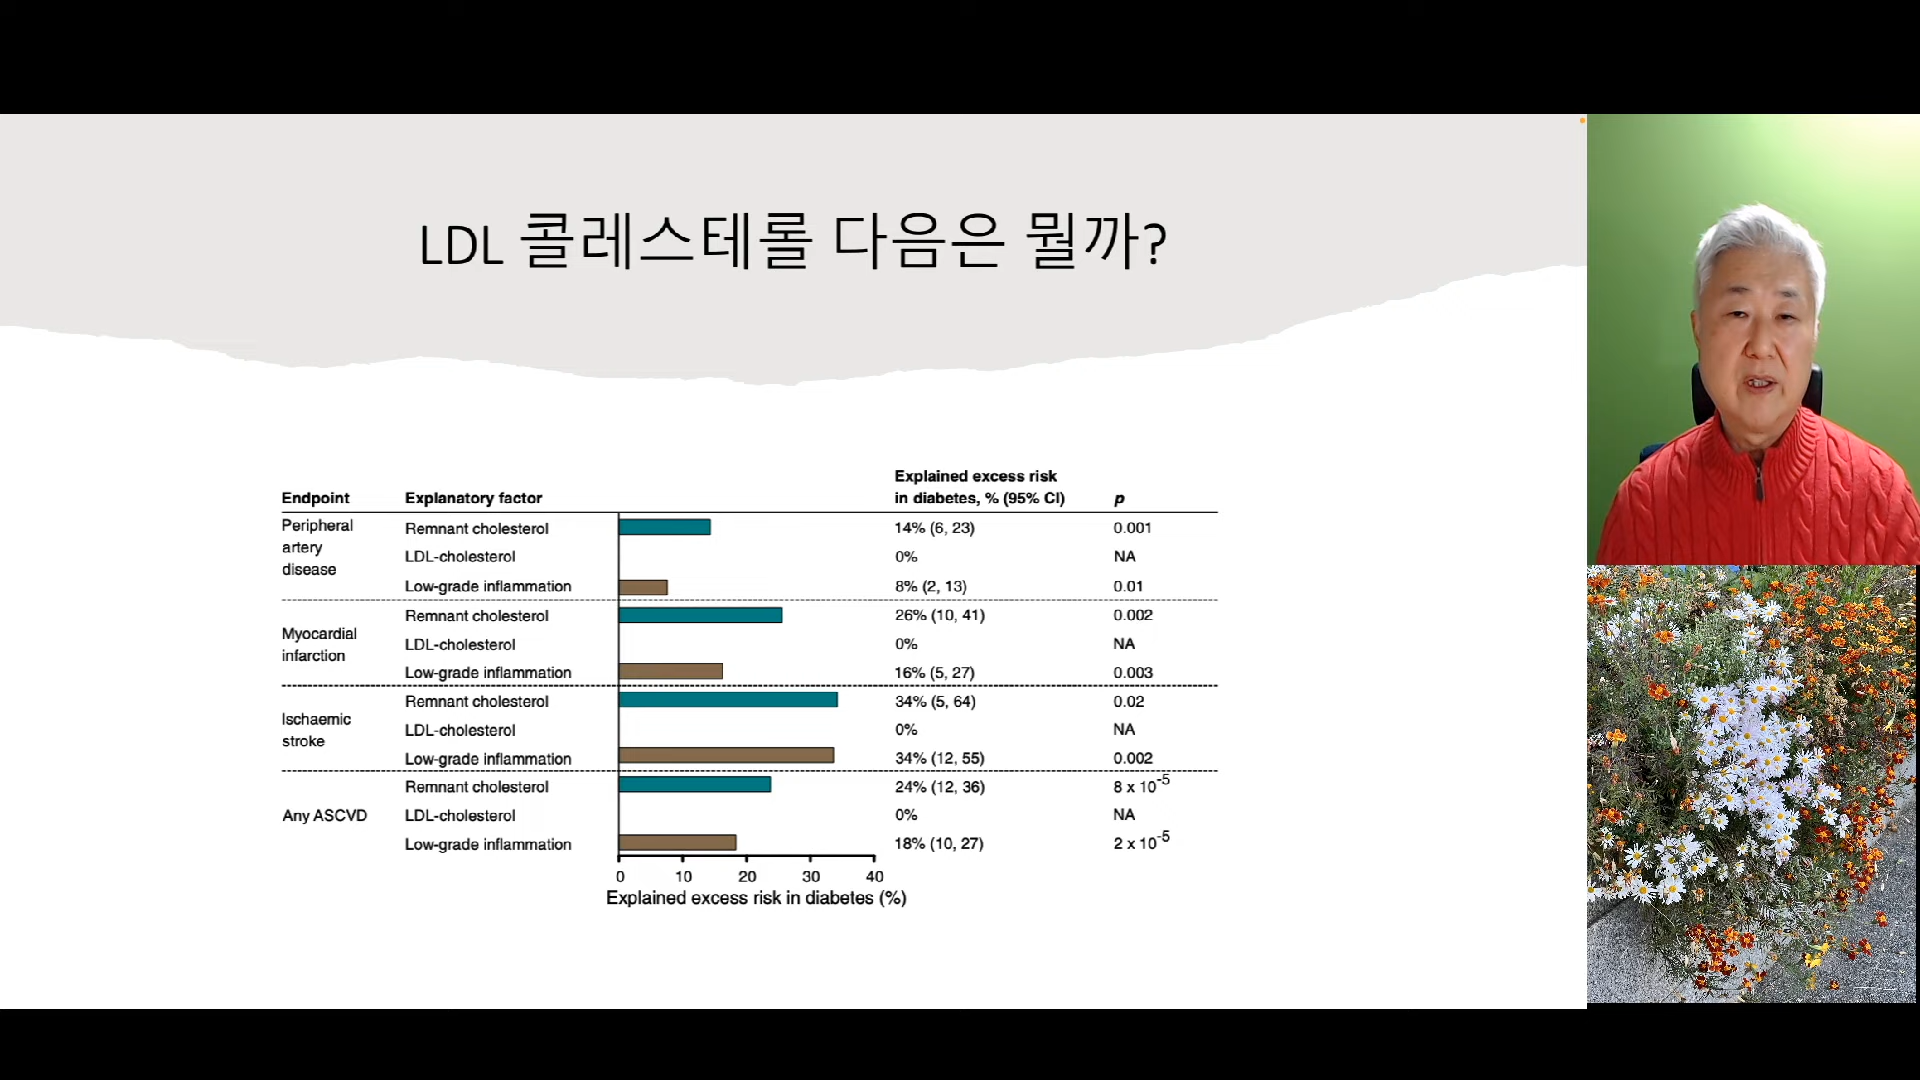 LDL 콜레스테롤 다음은 뭘까?
Explained excess risk
Endpoint Explanatory factor in diabetes, % (95% CI) p
Peripheral
artery
disease
Remnant cholesterol 14% (6, 23) 0.001
LDL-cholesterol 0% NA
Low-grade inflammation 8% (2, 13) 0.01
Myocardial
infarction
Remnant cholesterol 26% (10, 41) 0.002
LDL-cholesterol 0% NA
Low-grade inflammation 16% (5, 27) 0.003
Ischaemic
stroke
Remnant cholesterol 34% (5, 64) 0.02
LDL-cholesterol 0% NA
Low-grade inflammation 34% (12, 55) 0.002
Remnant cholesterol 24% (12, 36) 8 x 10⁻⁵
Any ASCVD LDL-cholesterol 0% NA
Low-grade inflammation 18% (10, 27) 2 x 10⁻⁵
0 10 20 30 40
Explained excess risk in diabetes (%)